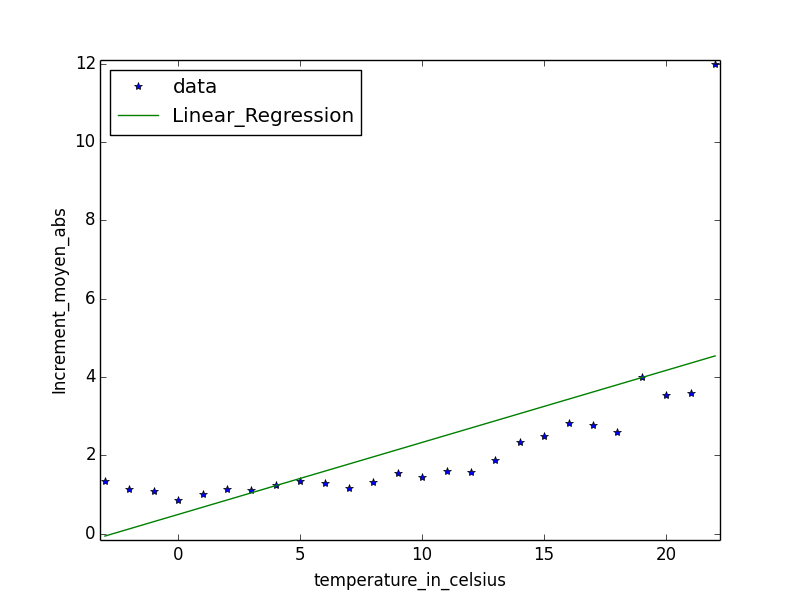 12
10
8
6
4
2
0
data
Linear_Regression
Increment_moyen_abs
0 5 10 15 20
temperature_in_celsius